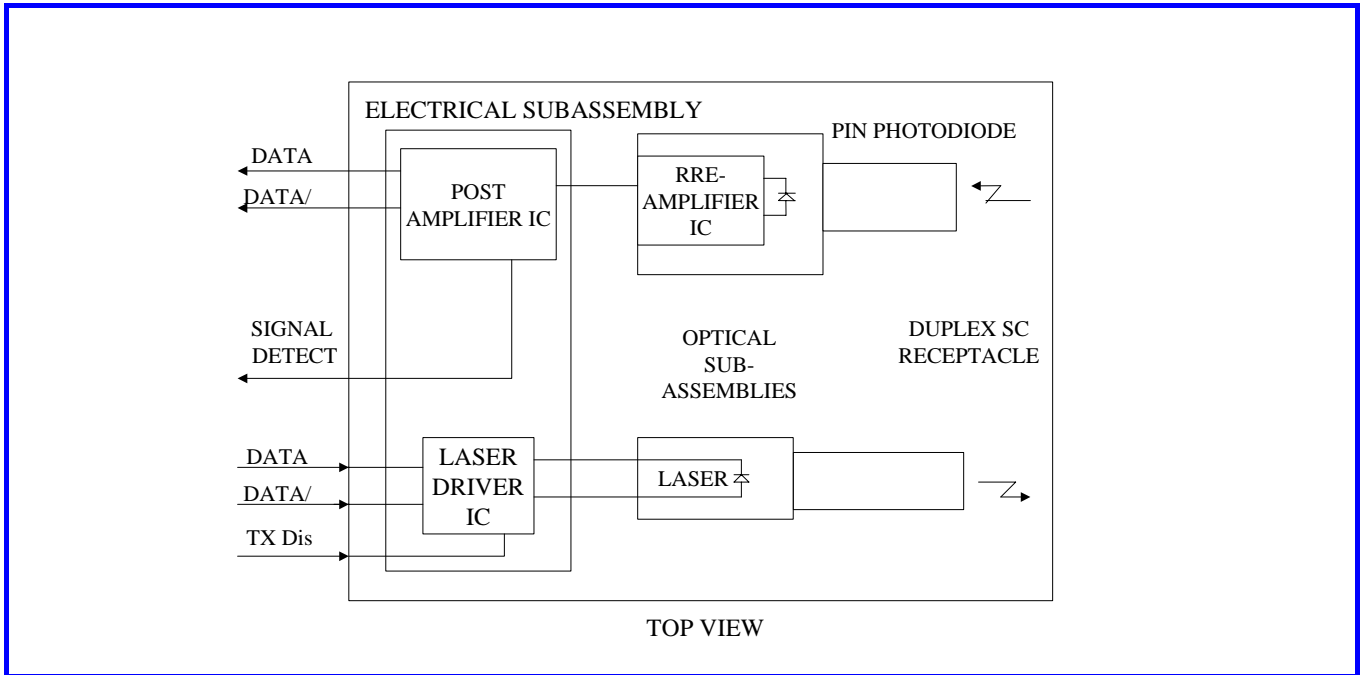 ELECTRICAL SUBASSEMBLY
PIN PHOTODIODE
DATA
DATA/
POST
AMPLIFIER IC
RRE-
AMPLIFIER
IC
SIGNAL
DETECT
OPTICAL
SUB-
ASSEMBLIES
DUPLEX SC
RECEPTACLE
DATA
DATA/
TX Dis
LASER
DRIVER
IC
LASER
TOP VIEW